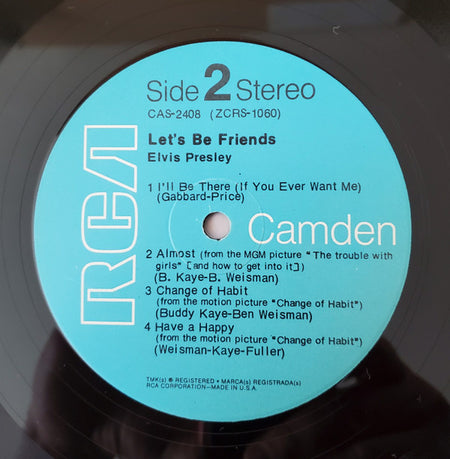 Side 2 Stereo
CAS-2408 (ZCRS-1060)
Let's Be Friends
Elvis Presley
1 I'll Be There (If You Ever Want Me)
(Gabbard-Price)
RCA
Camden
2 Almost (from the MGM picture "The trouble with
girls" [and how to get into it])
(B. Kaye-B. Weisman)
3 Change of Habit
(from the motion picture "Change of Habit")
(Buddy Kaye-Ben Weisman)
4 Have a Happy
(from the motion picture "Change of Habit")
(Weisman-Kaye-Fuller)
TMK(s) ® REGISTERED • MARCA(s) REGISTRADA(s)
RCA CORPORATION-MADE IN U.S.A.